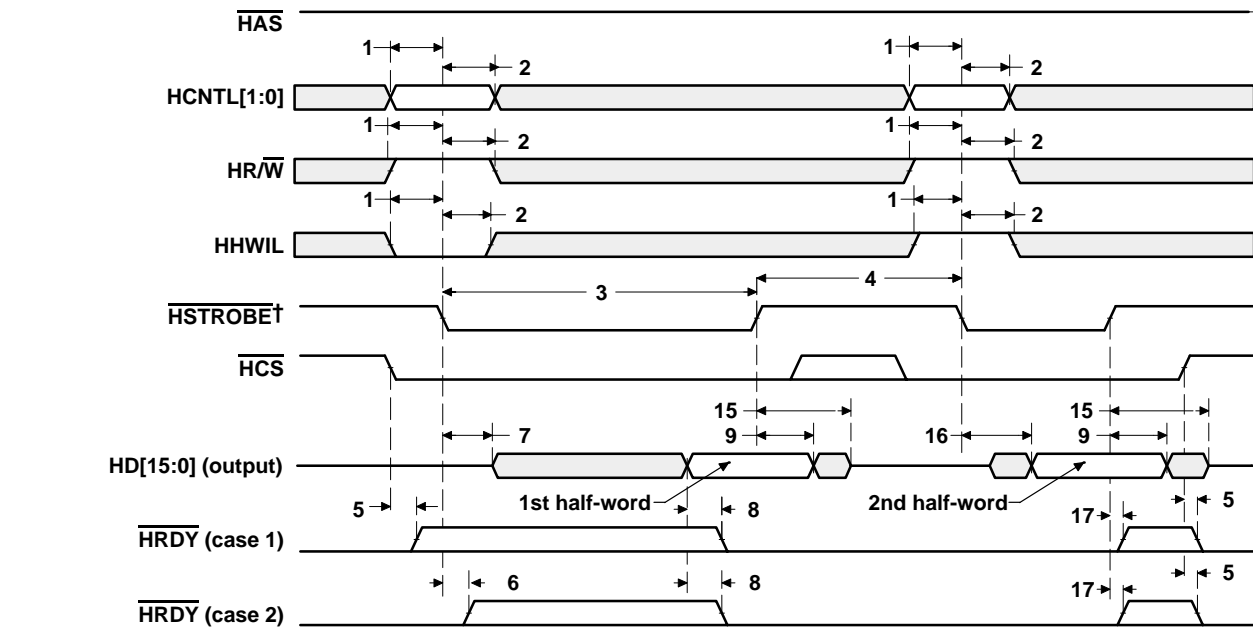 HAS
1 1
2 2
HCNTL[1:0]
1 1
2 2
HR/W
1 1
2 2
HHWIL
3 4
HSTROBE†
HCS
15 15
7 9 16 9
HD[15:0] (output)
1st half-word 2nd half-word
5 8 17 5
HRDY (case 1)
6 8 17 5
HRDY (case 2)